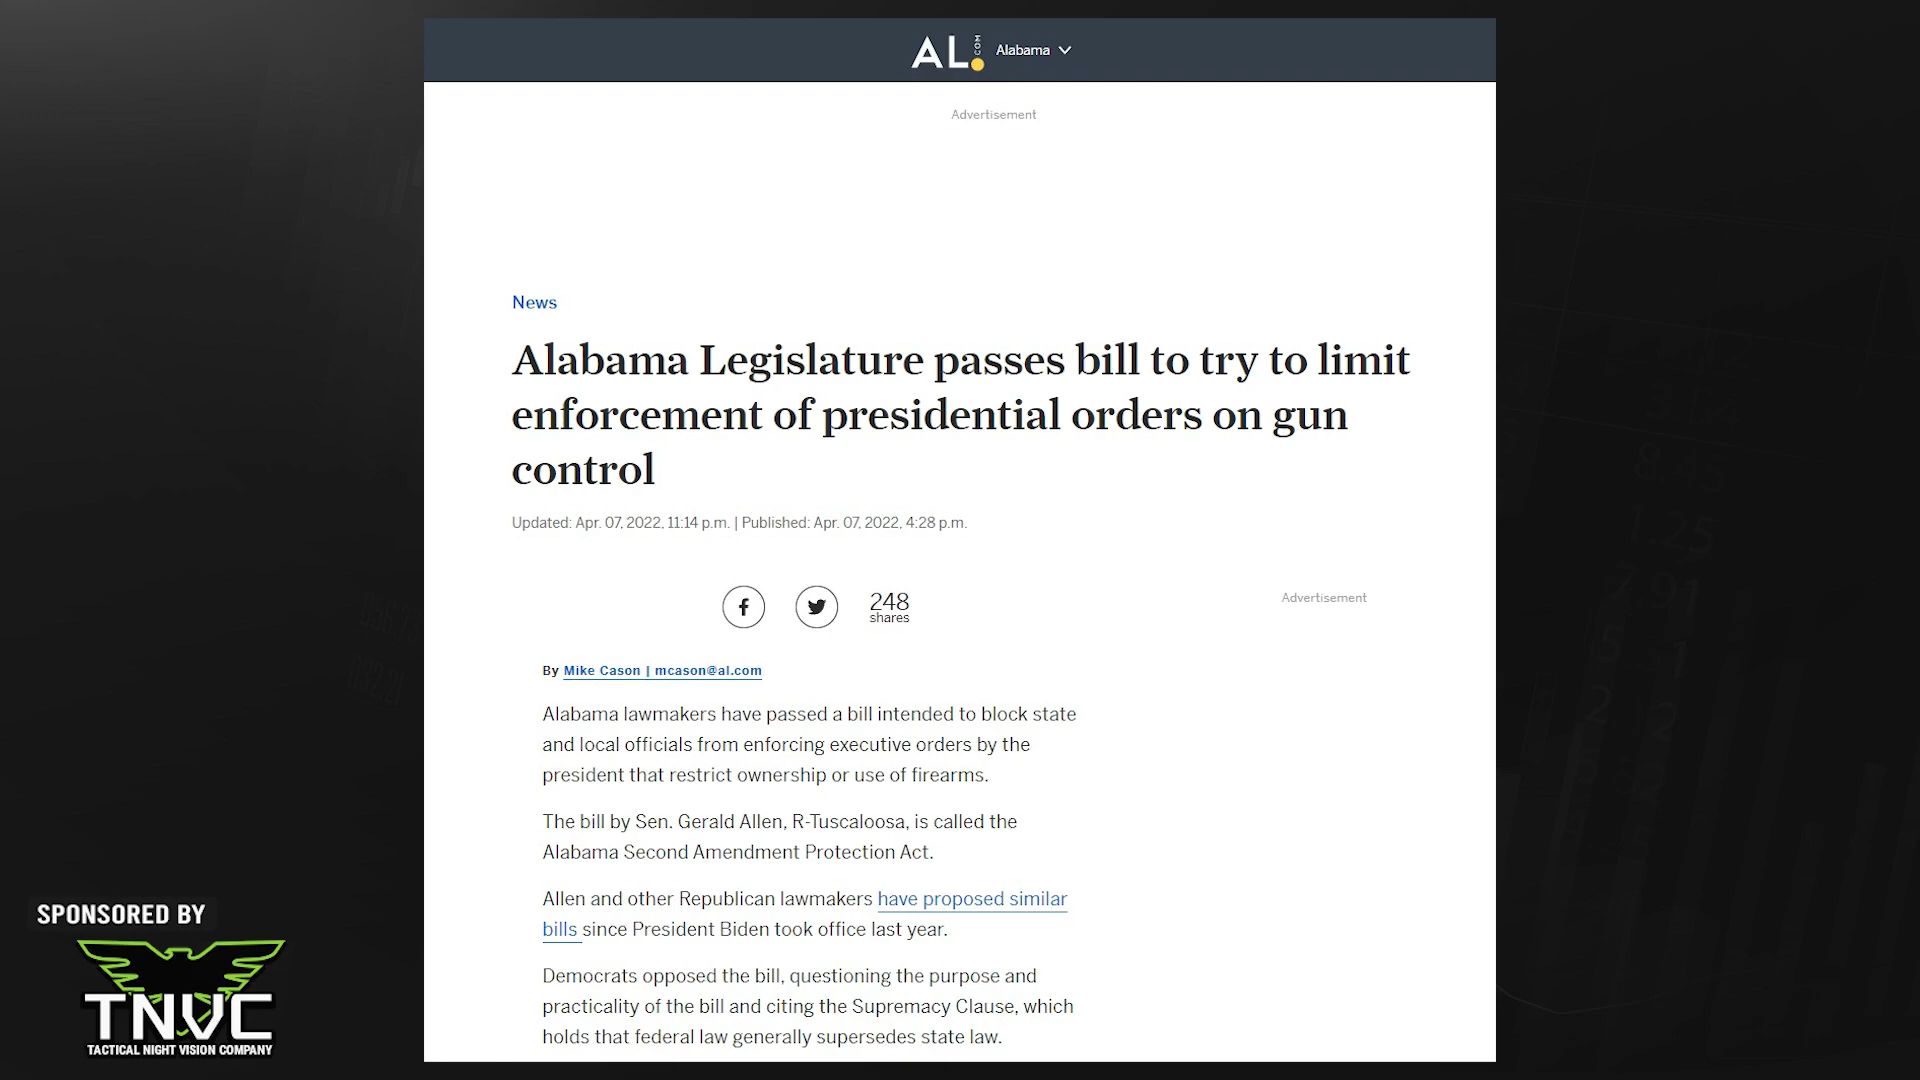 AL.COM
Alabama
Advertisement
News
Alabama Legislature passes bill to try to limit
enforcement of presidential orders on gun
control
Updated: Apr. 07, 2022, 11:14 p.m. | Published: Apr. 07, 2022, 4:28 p.m.
248
shares
Advertisement
By Mike Cason | mcason@al.com
Alabama lawmakers have passed a bill intended to block state
and local officials from enforcing executive orders by the
president that restrict ownership or use of firearms.
The bill by Sen. Gerald Allen, R-Tuscaloosa, is called the
Alabama Second Amendment Protection Act.
Allen and other Republican lawmakers have proposed similar
bills since President Biden took office last year.
Democrats opposed the bill, questioning the purpose and
practicality of the bill and citing the Supremacy Clause, which
holds that federal law generally supersedes state law.
SPONSORED BY
TNVC
TACTICAL NIGHT VISION COMPANY
8.45
1.25
7.91